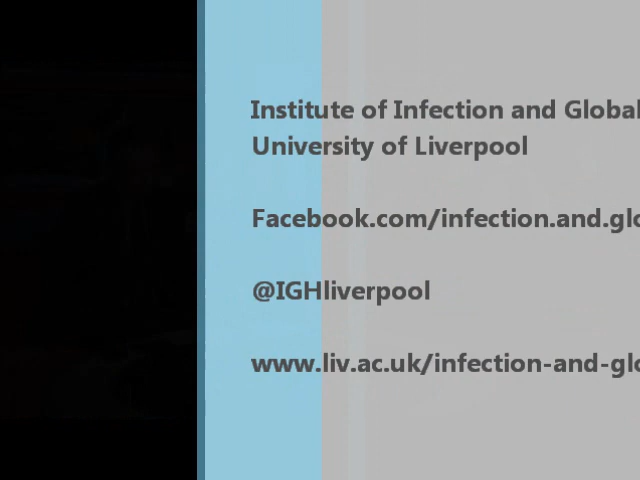 Institute of Infection and Global
University of Liverpool
Facebook.com/infection.and.glo
@IGHliverpool
www.liv.ac.uk/infection-and-glo